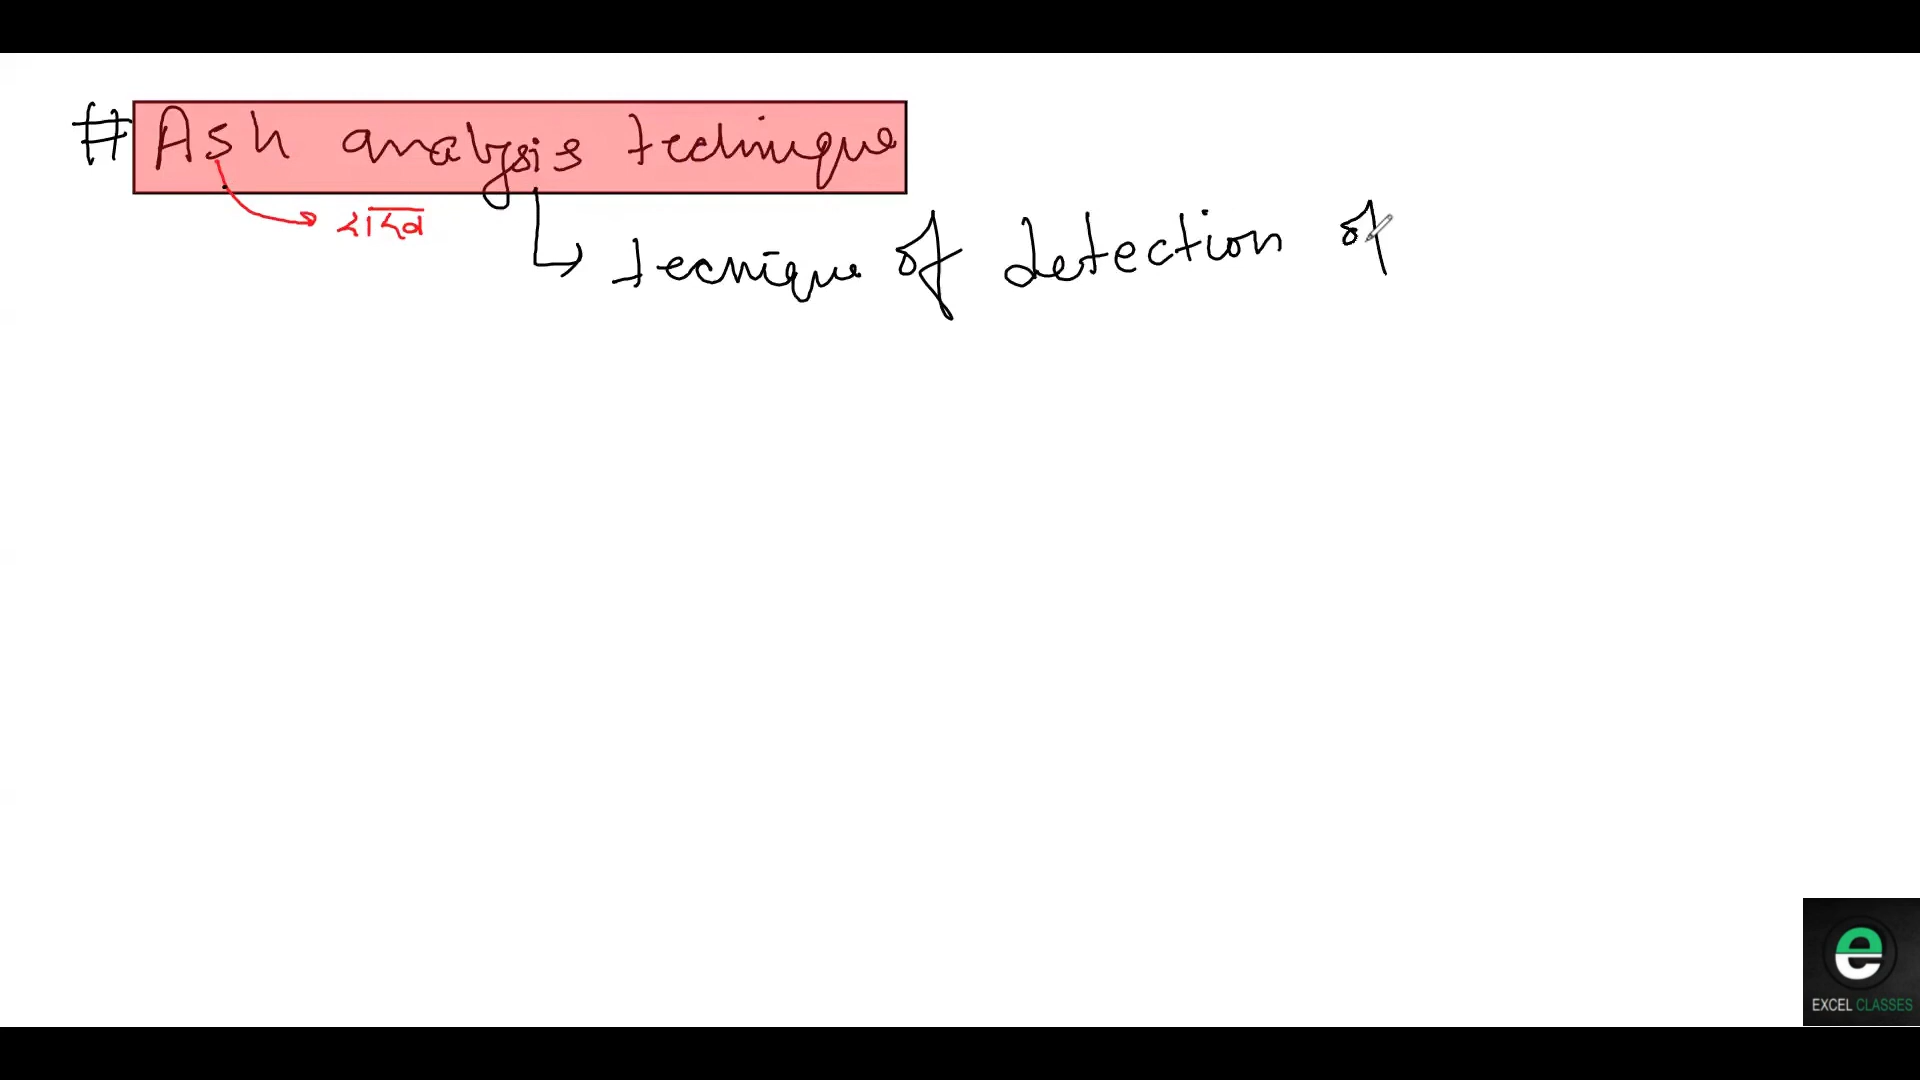 # Ash analysis technique
राख
tecnique of detection of
e
EXCEL CLASSES